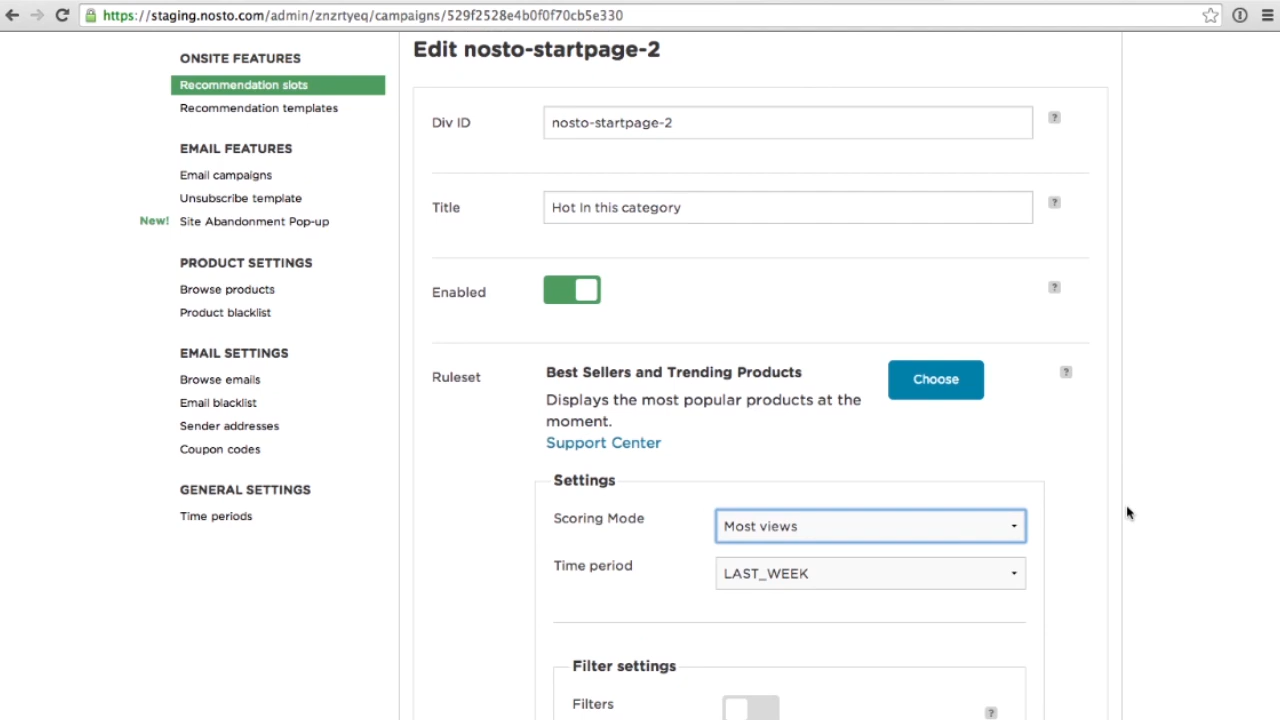 https://staging.nosto.com/admin/znzrtyeq/campaigns/529f2528e4b0f0f70cb5e330
ONSITE FEATURES
Recommendation slots
Recommendation templates
EMAIL FEATURES
Email campaigns
Unsubscribe template
New! Site Abandonment Pop-up
PRODUCT SETTINGS
Browse products
Product blacklist
EMAIL SETTINGS
Browse emails
Email blacklist
Sender addresses
Coupon codes
GENERAL SETTINGS
Time periods
Edit nosto-startpage-2
Div ID nosto-startpage-2 ?
Title Hot In this category ?
Enabled ?
Ruleset Best Sellers and Trending Products Choose ?
Displays the most popular products at the
moment.
Support Center
Settings
Scoring Mode Most views
Time period LAST_WEEK
Filter settings
Filters ?